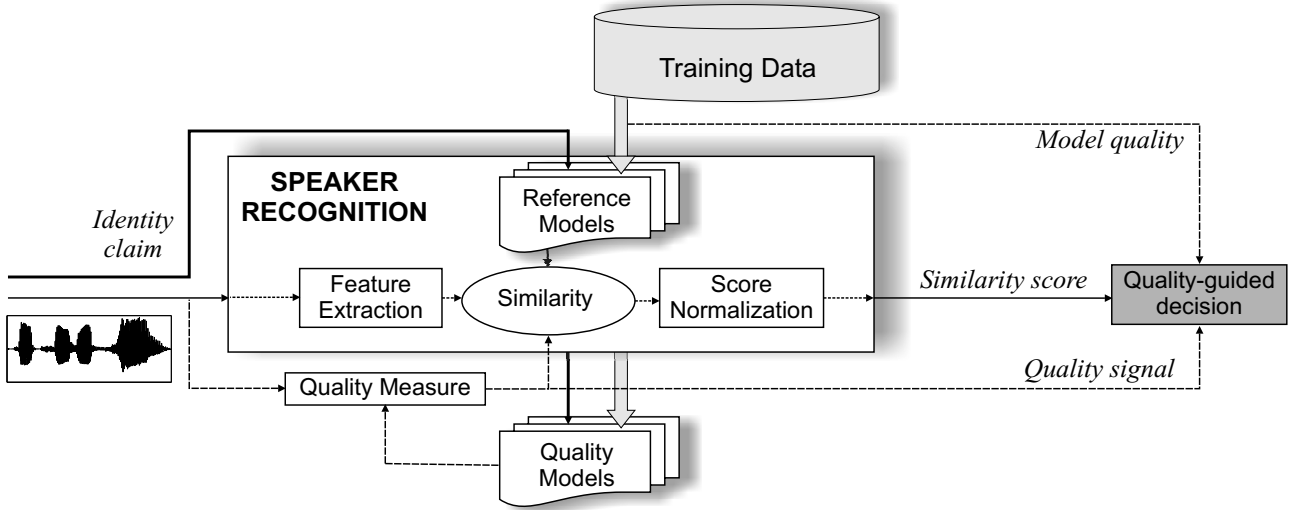 Training Data
Model quality
SPEAKER
RECOGNITION
Reference
Models
Identity
claim
Feature
Extraction
Similarity
Score
Normalization
Similarity score
Quality-guided
decision
Quality Measure
Quality signal
Quality
Models